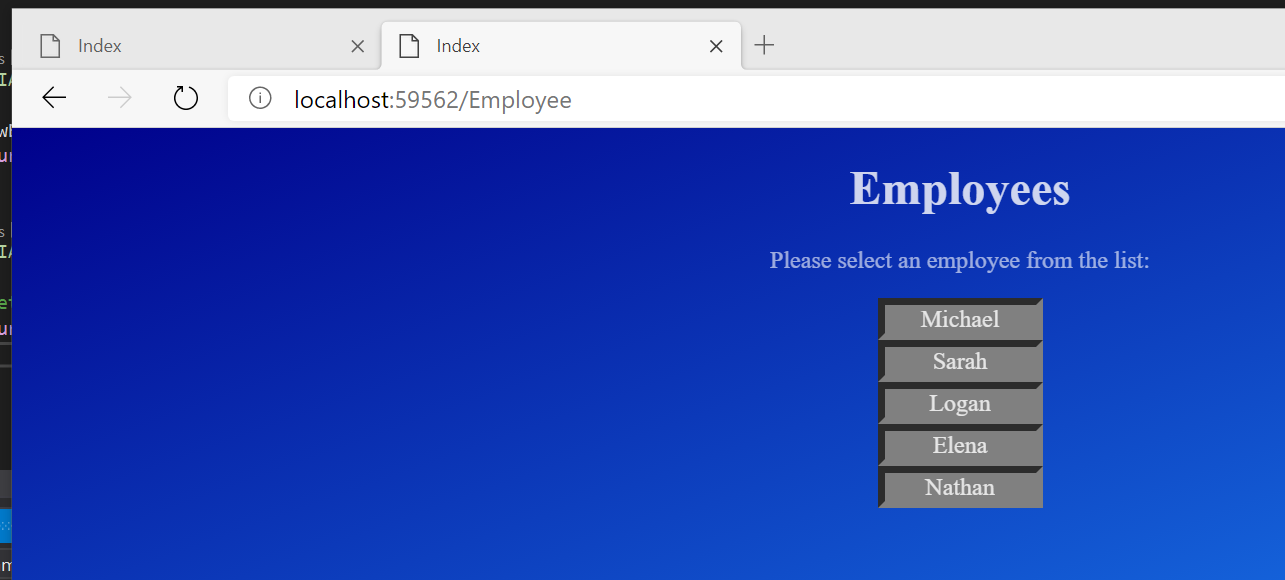 Index
Index
localhost:59562/Employee
Employees
Please select an employee from the list:
Michael
Sarah
Logan
Elena
Nathan